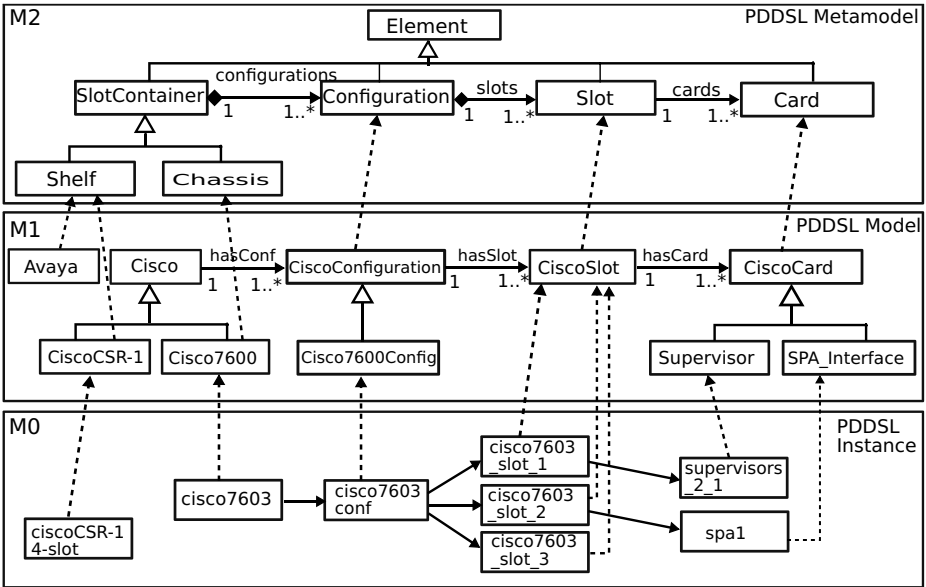 M2
PDDSL Metamodel
Element
configurations
SlotContainer
Configuration
slots
Slot
cards
Card
1
1..*
1
1..*
1
1..*
Shelf
Chassis
M1
PDDSL Model
Avaya
Cisco
hasConf
CiscoConfiguration
hasSlot
CiscoSlot
hasCard
CiscoCard
1
1..*
1
1..*
1
1..*
CiscoCSR-1
Cisco7600
Cisco7600Config
Supervisor
SPA_Interface
M0
PDDSL
Instance
cisco7603
_slot_1
supervisors
_2_1
cisco7603
cisco7603
conf
cisco7603
_slot_2
ciscoCSR-1
4-slot
spa1
cisco7603
_slot_3